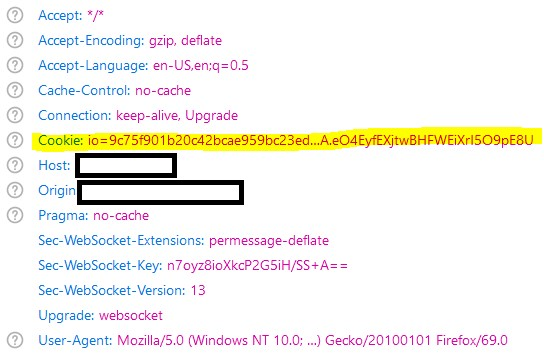 Accept: */*
Accept-Encoding: gzip, deflate
Accept-Language: en-US,en;q=0.5
Cache-Control: no-cache
Connection: keep-alive, Upgrade
Cookie: io=9c75f901b20c42bcae959bc23ed...A.eO4EyfEXjtwBHFWEiXrI5O9pE8U
Host:
Origin
Pragma: no-cache
Sec-WebSocket-Extensions: permessage-deflate
Sec-WebSocket-Key: n7oyz8ioXkcP2G5iH/SS+A==
Sec-WebSocket-Version: 13
Upgrade: websocket
User-Agent: Mozilla/5.0 (Windows NT 10.0; ...) Gecko/20100101 Firefox/69.0